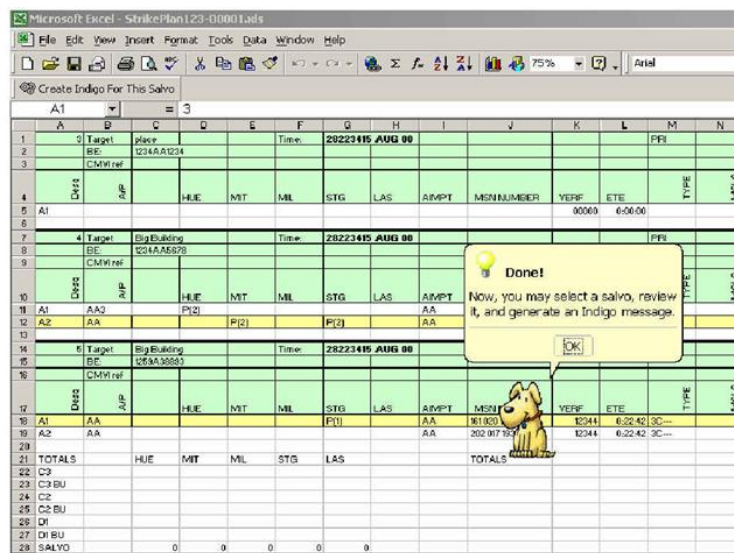 Microsoft Excel - StrikePlan123-00001.xls
File Edit View Insert Format Tools Data Window Help
75% Arial
Create Indigo For This Salvo
A1 = 3
A B C D E F G H I J K L M N
1 3 Target place Time: 28223415 AUG 00 PRI
2 BE: 1234AA1234
3 CMVI ref
4 Desg A/P HUE MIT MIL STG LAS AIMPT MSN NUMBER YERF ETE TYPE
5 A1 00000 0:00:00
6
7 4 Target Big Building Time: 28223415 AUG 00 PRI
8 BE: 1234AA5678
9 CMVI ref
10 Desg A/P HUE MIT MIL STG LAS AIMPT TYPE
11 A1 AA3 P(2) AA
12 A2 AA P(2) P(2) AA
13
14 5 Target Big Building Time: 28223415 AUG 00
15 BE:
16 CMVI ref
17 Desg A/P HUE MIT MIL STG LAS AIMPT MSN YERF ETE TYPE
18 A1 AA P(1) AA 161 020 12344 0:22:42 3C---
19 A2 AA AA 202 017 12344 0:22:42 3C---
20
21 TOTALS HUE MIT MIL STG LAS TOTALS
22 C3
23 C3 BU
24 C2
25 C2 BU
26 D1
27 D1 BU
28 SALVO 0 0 0 0 0
Done!
Now, you may select a salvo, review
it, and generate an Indigo message.
OK